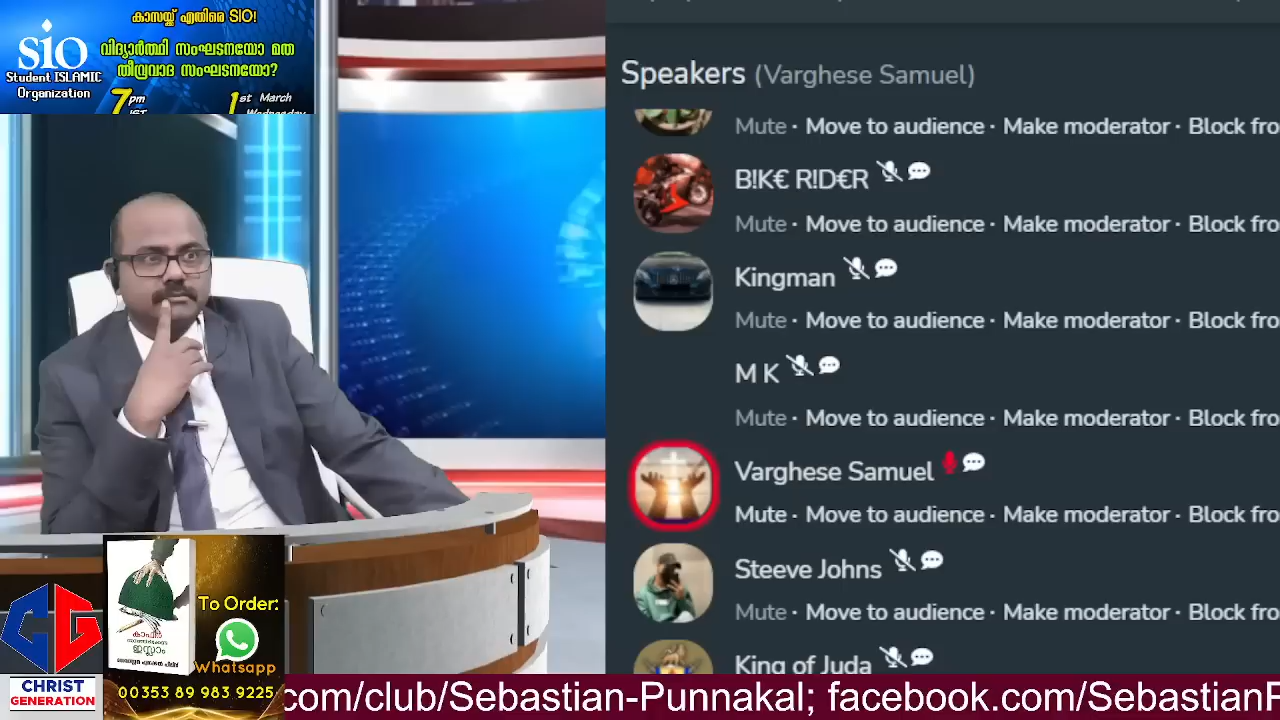 കാസയ്ക്ക് എതിരെ SIO!
sio
Student ISLAMIC
Organization
വിദ്യാർത്ഥി സംഘടനയോ മത
തീവ്രവാദ സംഘടനയോ?
7pm
IST
1st March
Wednesday
Speakers (Varghese Samuel)
Mute · Move to audience · Make moderator · Block fro
B!K€ R!D€R
Mute · Move to audience · Make moderator · Block fro
Kingman
Mute · Move to audience · Make moderator · Block fro
M K
Mute · Move to audience · Make moderator · Block fro
Varghese Samuel
Mute · Move to audience · Make moderator · Block fro
Steeve Johns
Mute · Move to audience · Make moderator · Block fro
King of Juda
CG
CHRIST
GENERATION
കാഫിർ
ഇസ്ലാം
To Order:
Whatsapp
00353 89 983 9225
com/club/Sebastian-Punnakal; facebook.com/SebastianP